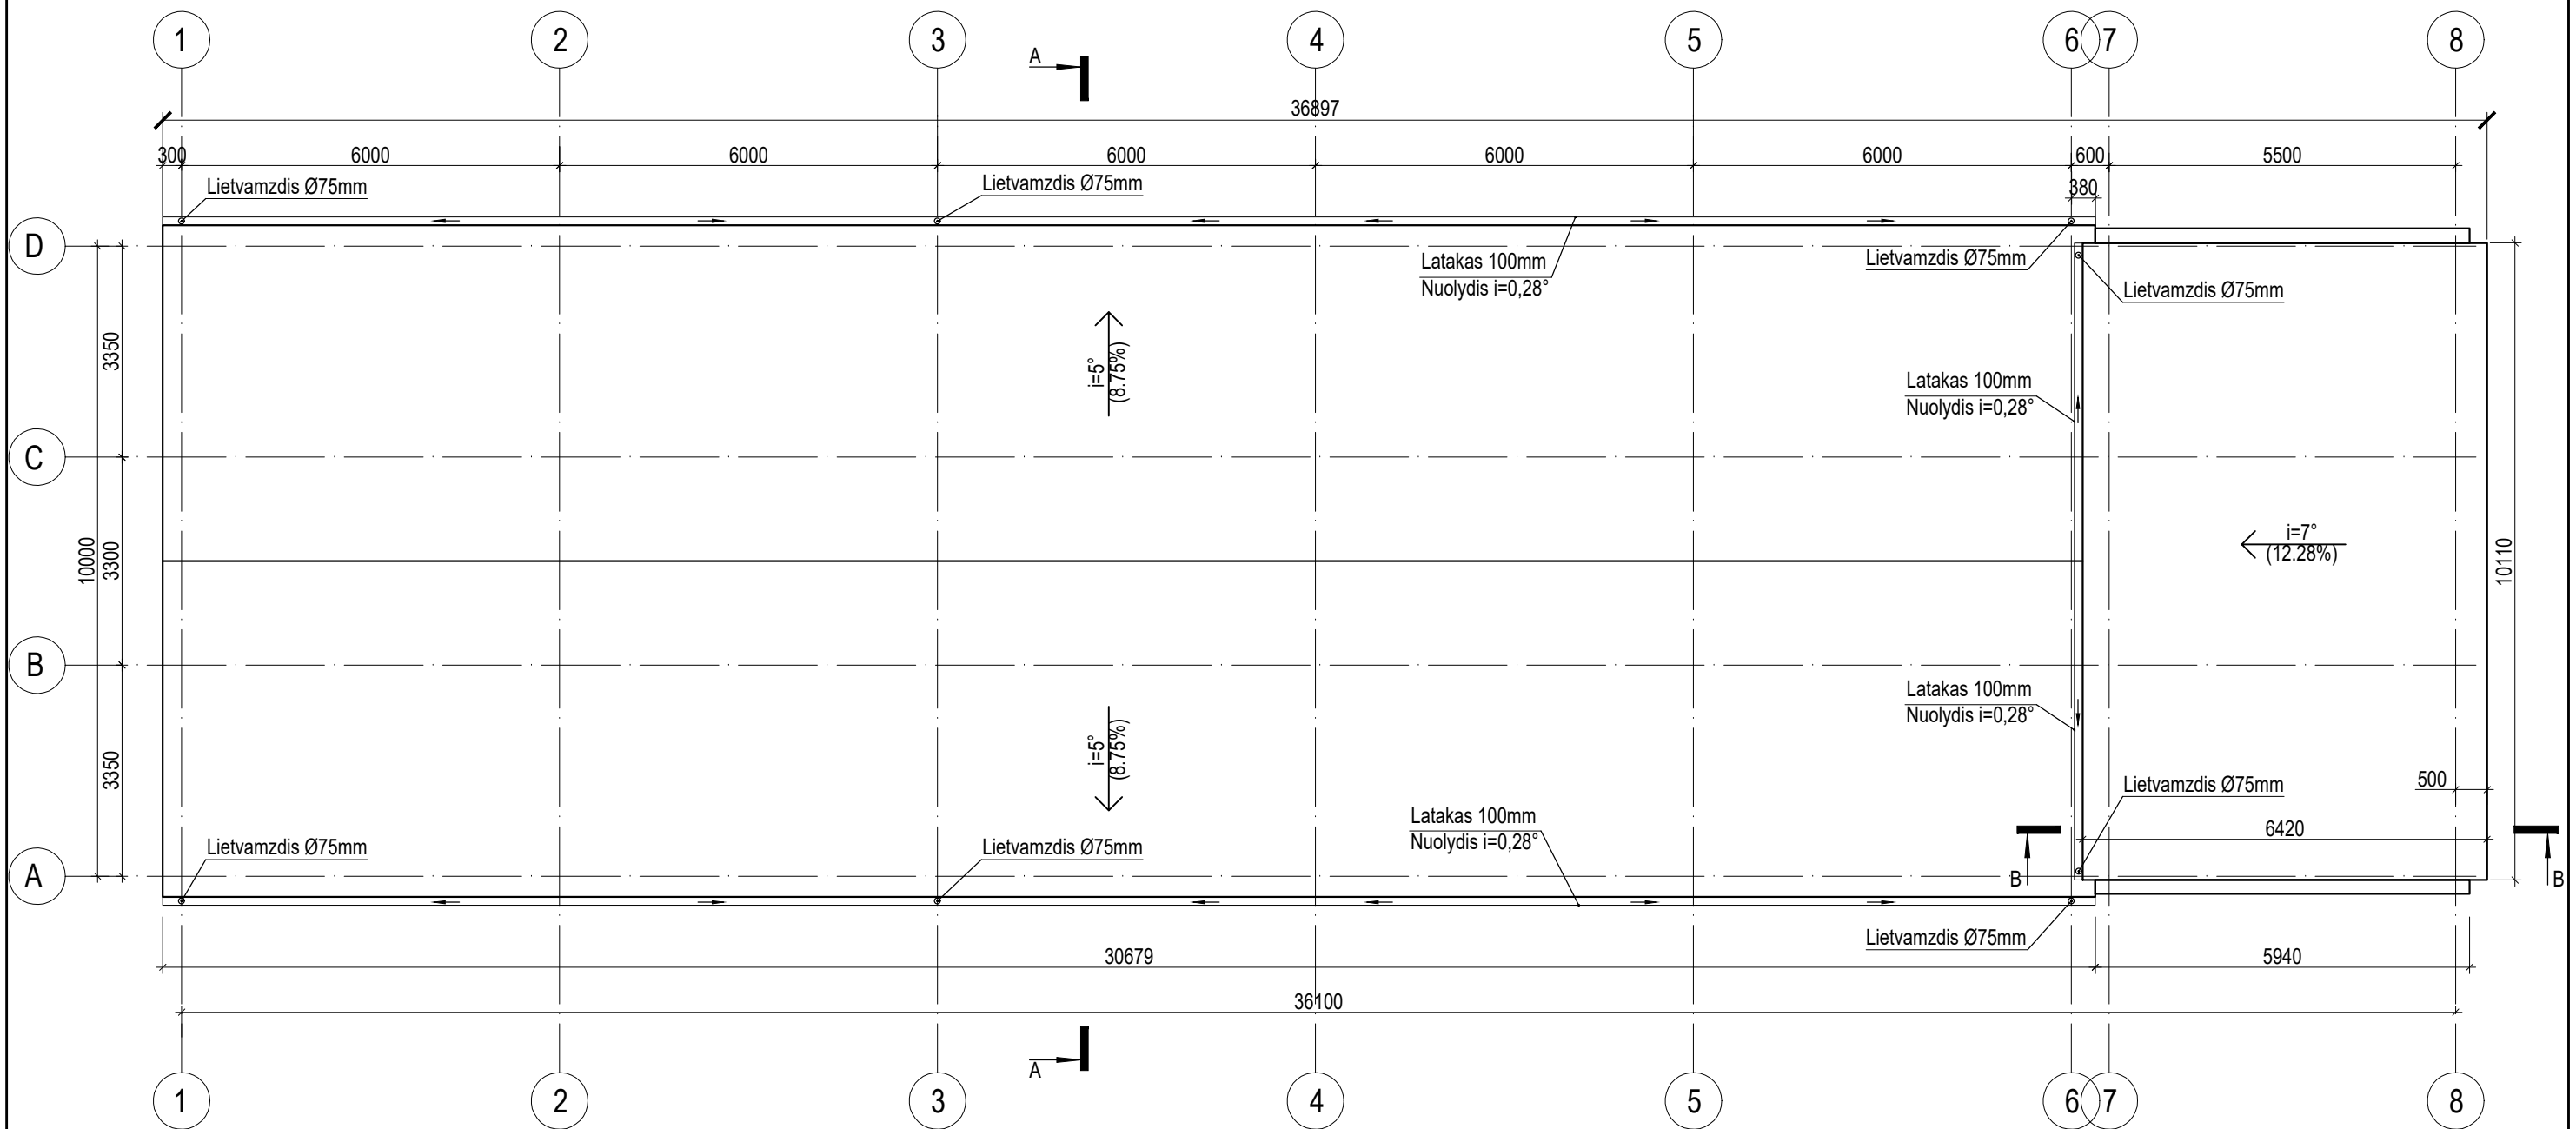 1 2 3 4 5 6 7 8
A
36897
300 6000 6000 6000 6000 6000 600 5500
380
Lietvamzdis Ø75mm
Lietvamzdis Ø75mm
D
Latakas 100mm
Nuolydis i=0,28°
Lietvamzdis Ø75mm
Lietvamzdis Ø75mm
3350
i=5°
(8.75%)
Latakas 100mm
Nuolydis i=0,28°
C
10000
3300
i=7°
(12.28%)
10110
B
Latakas 100mm
Nuolydis i=0,28°
3350
i=5°
(8.75%)
500
Lietvamzdis Ø75mm
Latakas 100mm
Nuolydis i=0,28°
6420
Lietvamzdis Ø75mm
Lietvamzdis Ø75mm
A
B B
Lietvamzdis Ø75mm
30679 5940
36100
A
1 2 3 4 5 6 7 8